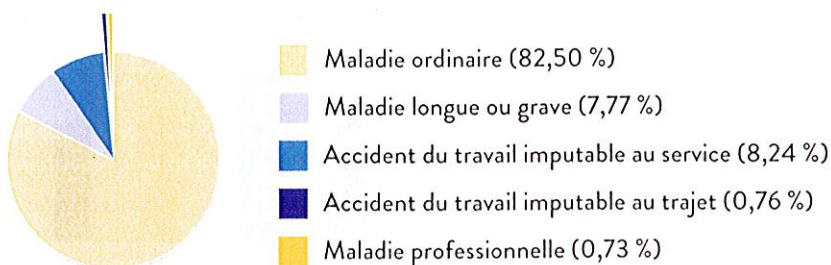 Maladie ordinaire (82,50 %)
Maladie longue ou grave (7,77 %)
Accident du travail imputable au service (8,24 %)
Accident du travail imputable au trajet (0,76 %)
Maladie professionnelle (0,73 %)